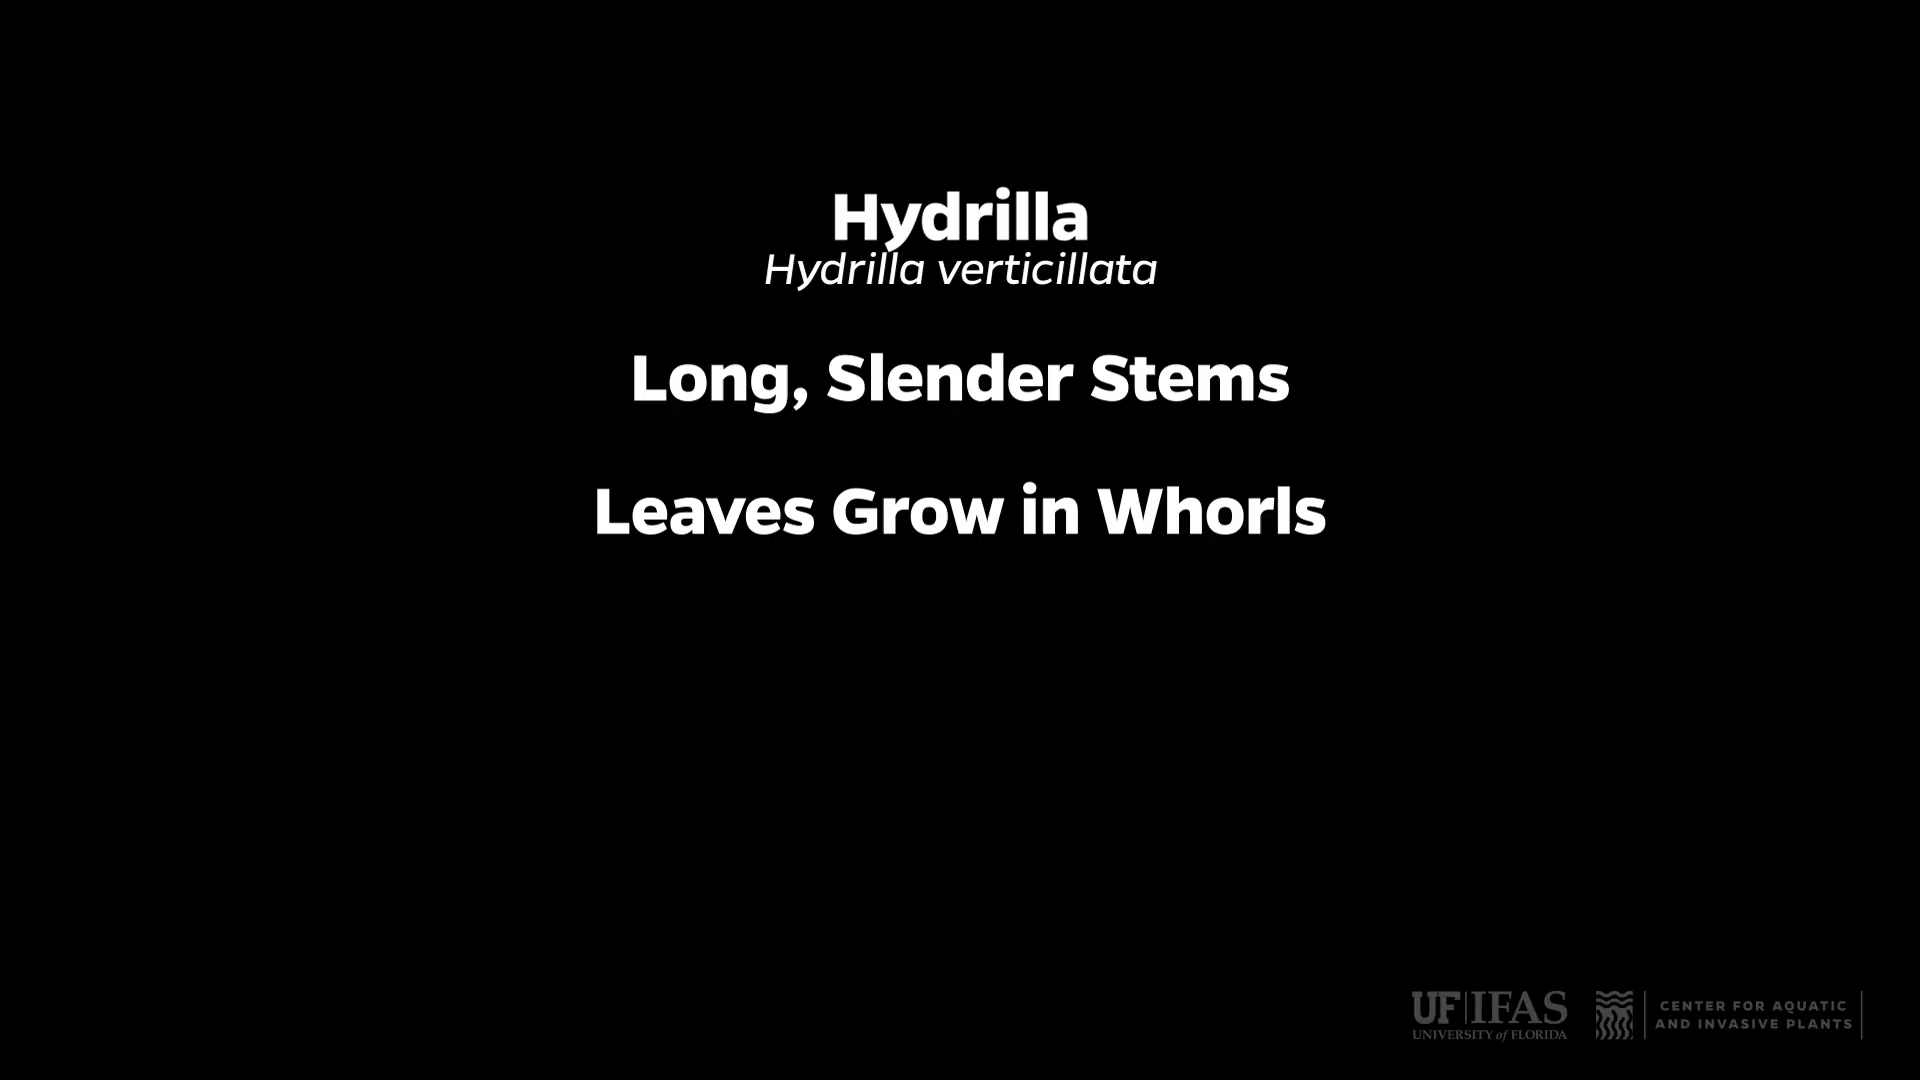 Hydrilla
Hydrilla verticillata
Long, Slender Stems
Leaves Grow in Whorls
UF|IFAS
UNIVERSITY of FLORIDA
CENTER FOR AQUATIC
AND INVASIVE PLANTS